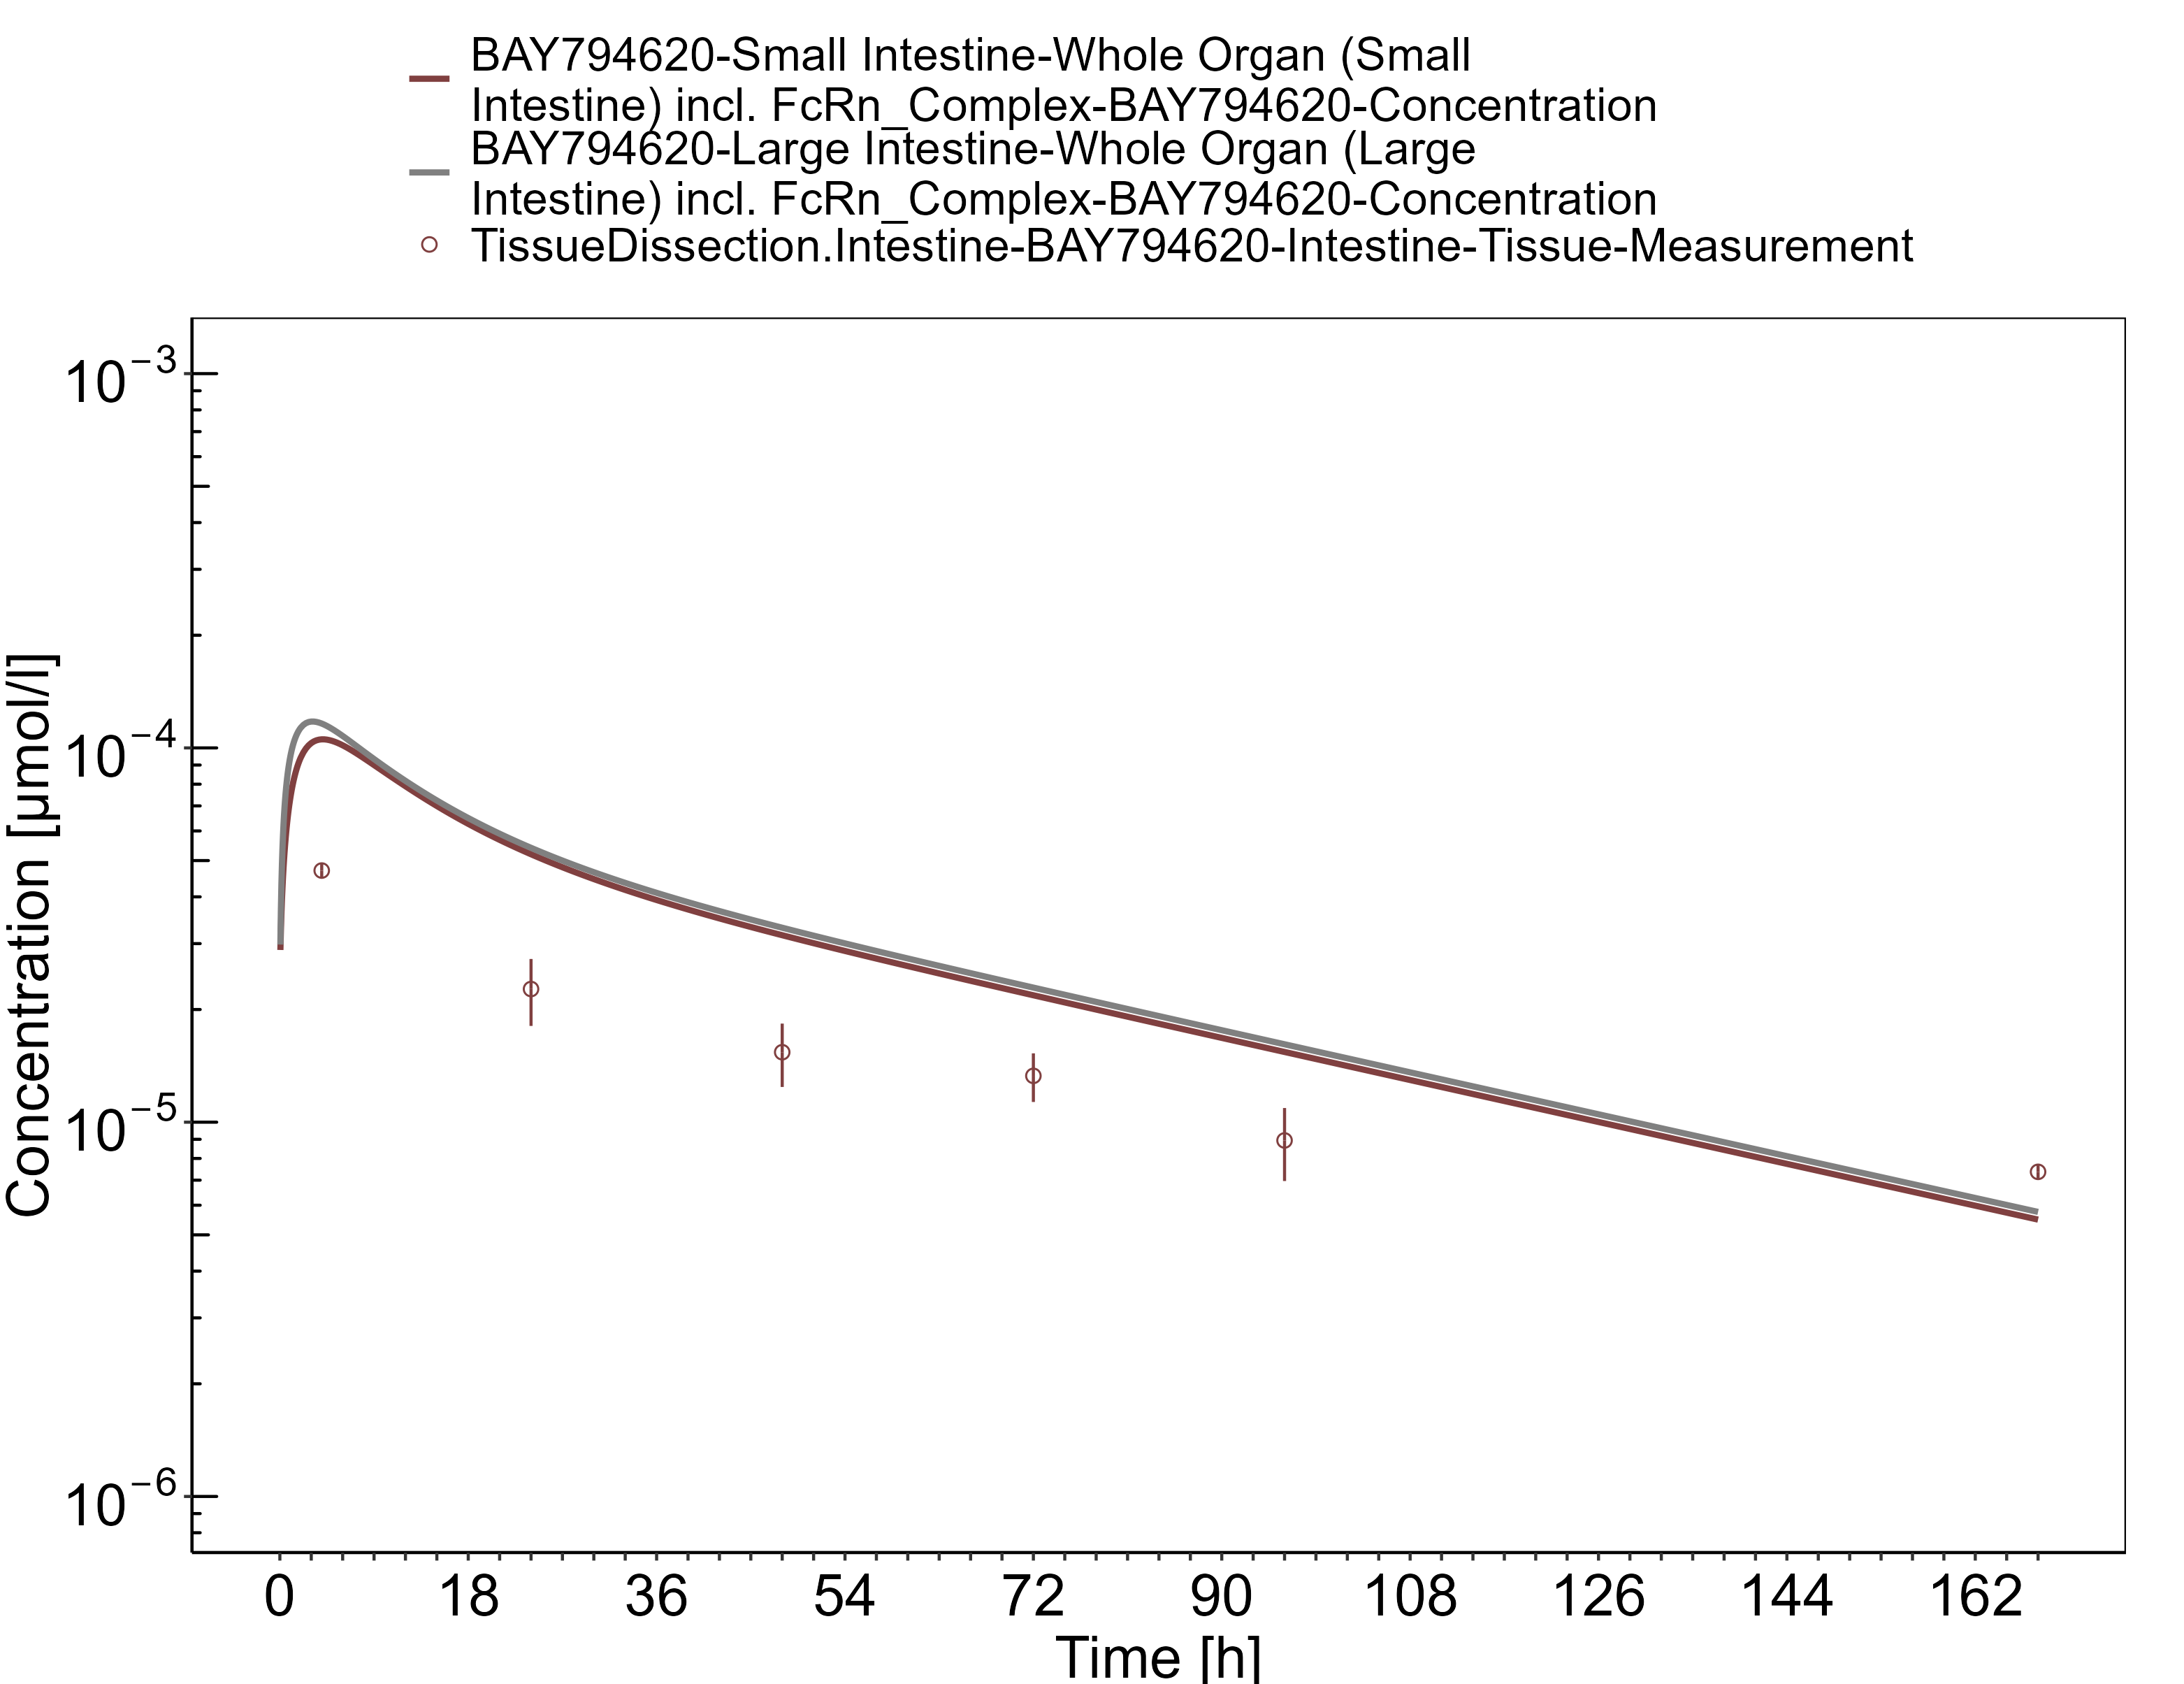 BAY794620-Small Intestine-Whole Organ (Small
Intestine) incl. FcRn_Complex-BAY794620-Concentration
BAY794620-Large Intestine-Whole Organ (Large
Intestine) incl. FcRn_Complex-BAY794620-Concentration
TissueDissection.Intestine-BAY794620-Intestine-Tissue-Measurement
10−3
10−4
10−5
10−6
Concentration [µmol/l]
0 18 36 54 72 90 108 126 144 162
Time [h]